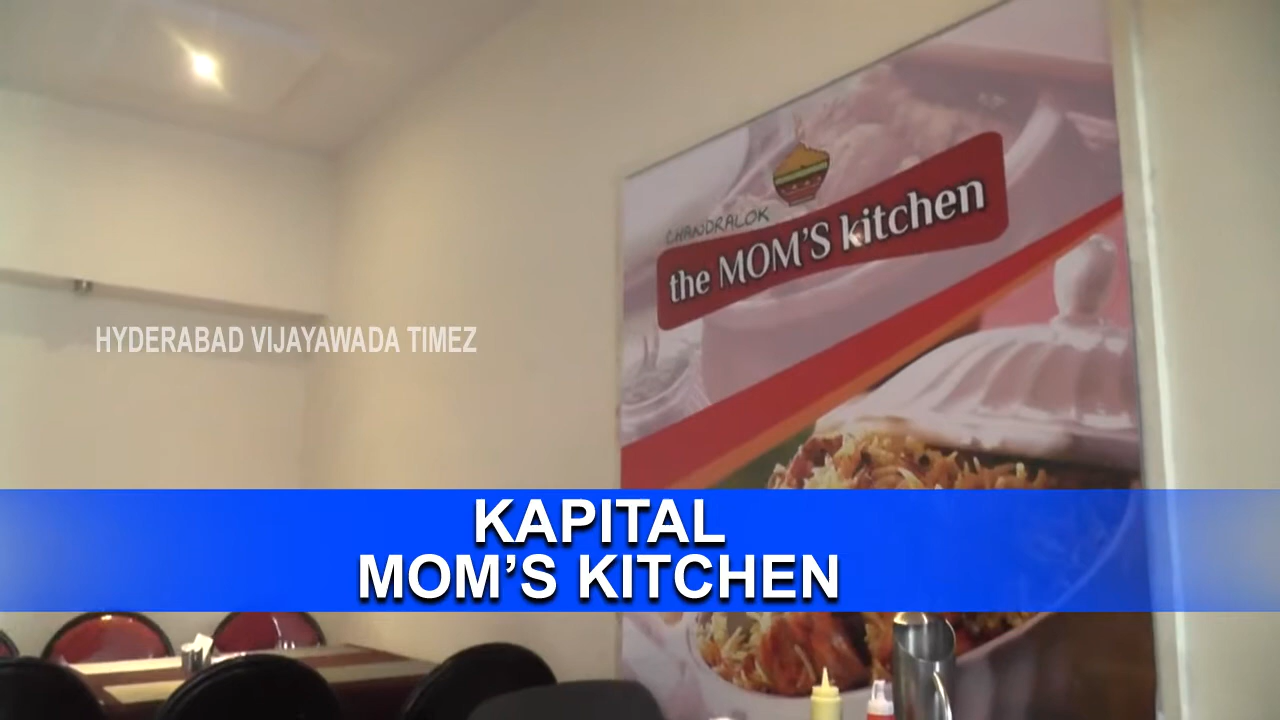 CHANDRALOK
the MOM'S kitchen
HYDERABAD VIJAYAWADA TIMEZ
KAPITAL
MOM'S KITCHEN